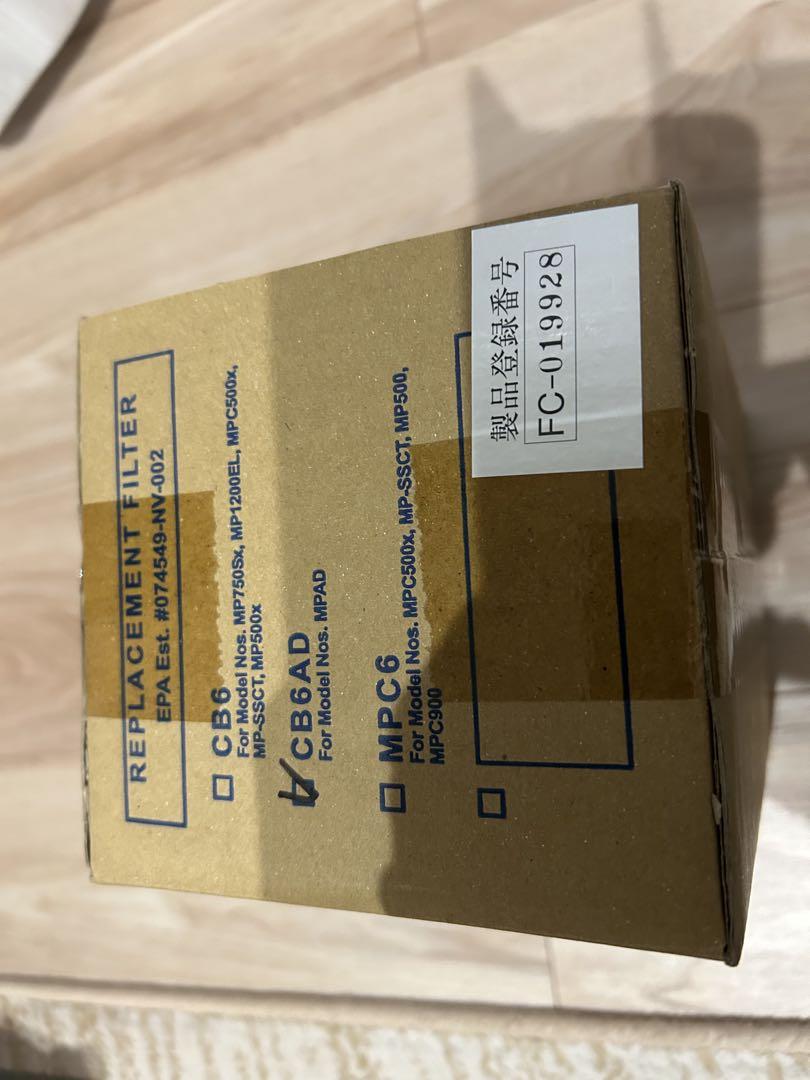 REPLACEMENT FILTER
EPA Est. #074549-NV-002
CB6
For Model Nos. MP750Sx, MP1200EL, MPC500x,
MP-SSCT, MP500x
CB6AD
For Model Nos. MPAD
MPC6
For Model Nos. MPC500x, MP-SSCT, MP500,
MPC900
製品登録番号
FC-019928